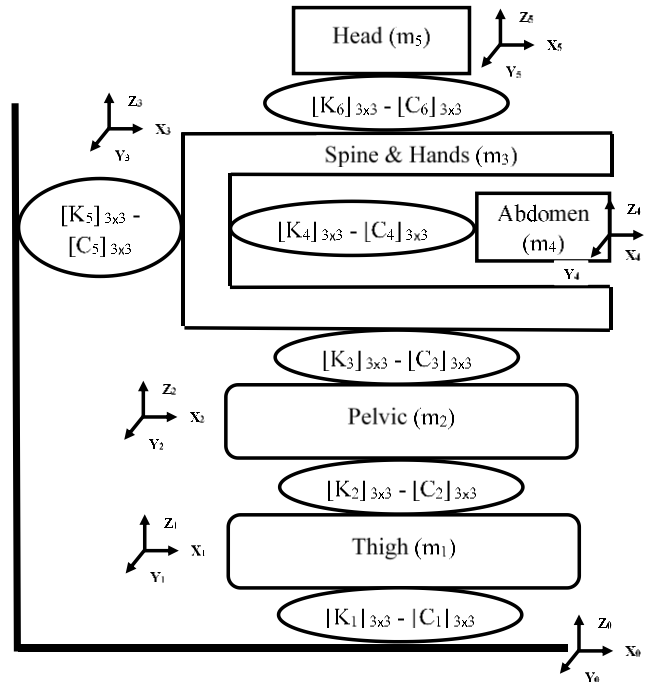 Head (m₅)
Z₅
X₅
Y₅
[K₆] ₃ₓ₃ - [C₆] ₃ₓ₃
Z₃
X₃
Y₃
Spine & Hands (m₃)
[K₅] ₃ₓ₃ -
[C₅] ₃ₓ₃
[K₄] ₃ₓ₃ - [C₄] ₃ₓ₃
Abdomen
(m₄)
Z₄
X₄
Y₄
[K₃] ₃ₓ₃ - [C₃] ₃ₓ₃
Z₂
X₂
Y₂
Pelvic (m₂)
[K₂] ₃ₓ₃ - [C₂] ₃ₓ₃
Z₁
X₁
Y₁
Thigh (m₁)
[K₁] ₃ₓ₃ - [C₁] ₃ₓ₃
Z₀
X₀
Y₀